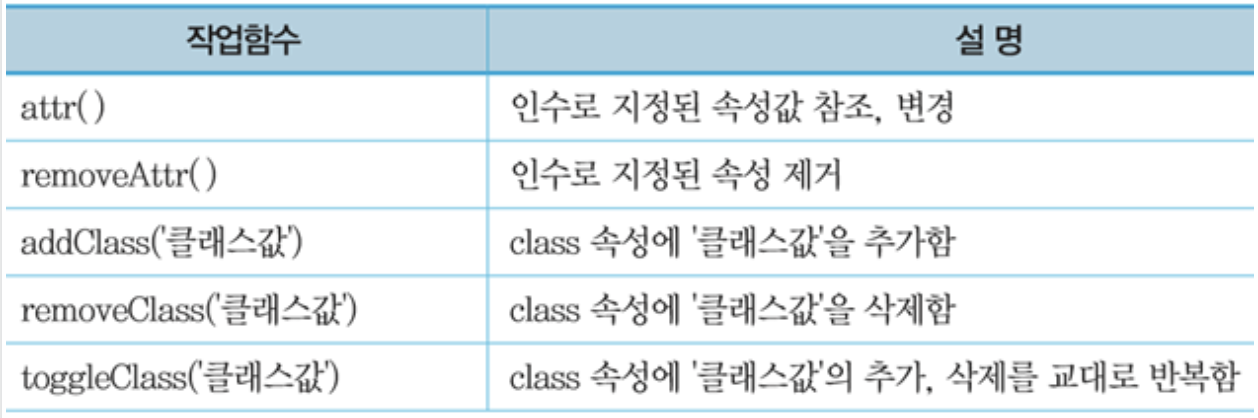 작업함수 설 명
attr( ) 인수로 지정된 속성값 참조, 변경
removeAttr( ) 인수로 지정된 속성 제거
addClass('클래스값') class 속성에 '클래스값'을 추가함
removeClass('클래스값') class 속성에 '클래스값'을 삭제함
toggleClass('클래스값') class 속성에 '클래스값'의 추가, 삭제를 교대로 반복함